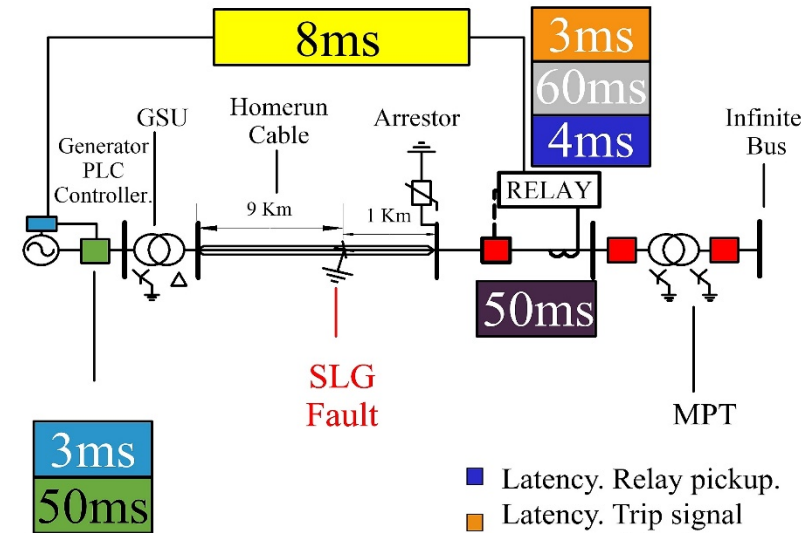 8ms
3ms
60ms
4ms
GSU
Homerun
Cable
Arrestor
Infinite
Bus
Generator
PLC
Controller.
RELAY
9 Km
1 Km
50ms
SLG
Fault
MPT
3ms
50ms
Latency. Relay pickup.
Latency. Trip signal